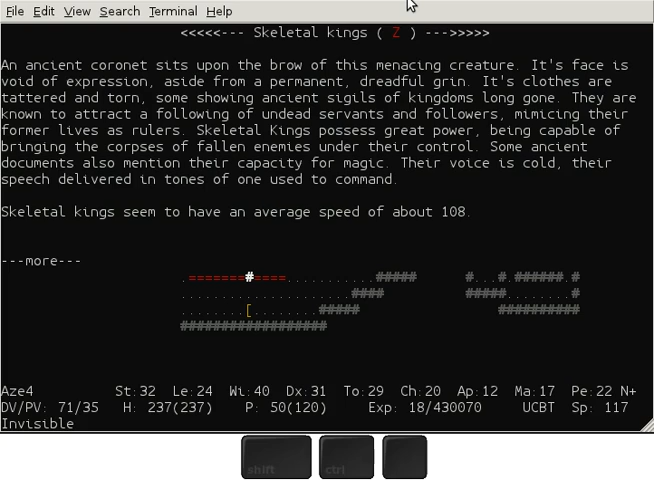 File Edit View Search Terminal Help
<<<<<--- Skeletal kings ( Z ) --->>>>>
An ancient coronet sits upon the brow of this menacing creature. It's face is
void of expression, aside from a permanent, dreadful grin. It's clothes are
tattered and torn, some showing ancient sigils of kingdoms long gone. They are
known to attract a following of undead servants and followers, mimicing their
former lives as rulers. Skeletal Kings possess great power, being capable of
bringing the corpses of fallen enemies under their control. Some ancient
documents also mention their capacity for magic. Their voice is cold, their
speech delivered in tones of one used to command.
Skeletal kings seem to have an average speed of about 108.
---more---
.=======#====...........##### #...#.######.#
.....................#### #####........#
........[........##### ##########
##################
Aze4 St:32 Le:24 Wi:40 Dx:31 To:29 Ch:20 Ap:12 Ma:17 Pe:22 N+
DV/PV: 71/35 H: 237(237) P: 50(120) Exp: 18/430070 UCBT Sp: 117
Invisible
shift ctrl